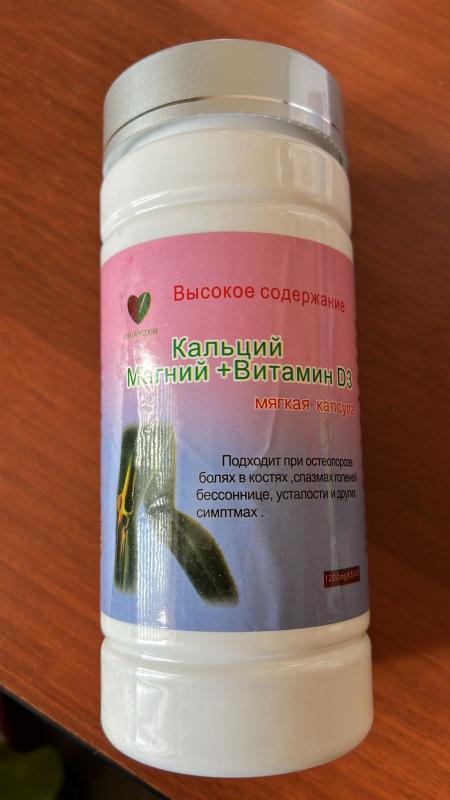 Высокое содержание
Кальций
Магний +Витамин D3
мягкая капсула
Подходит при остеопорозе
болях в костях ,спазмах голеней
бессоннице, усталости и других
симптмах .